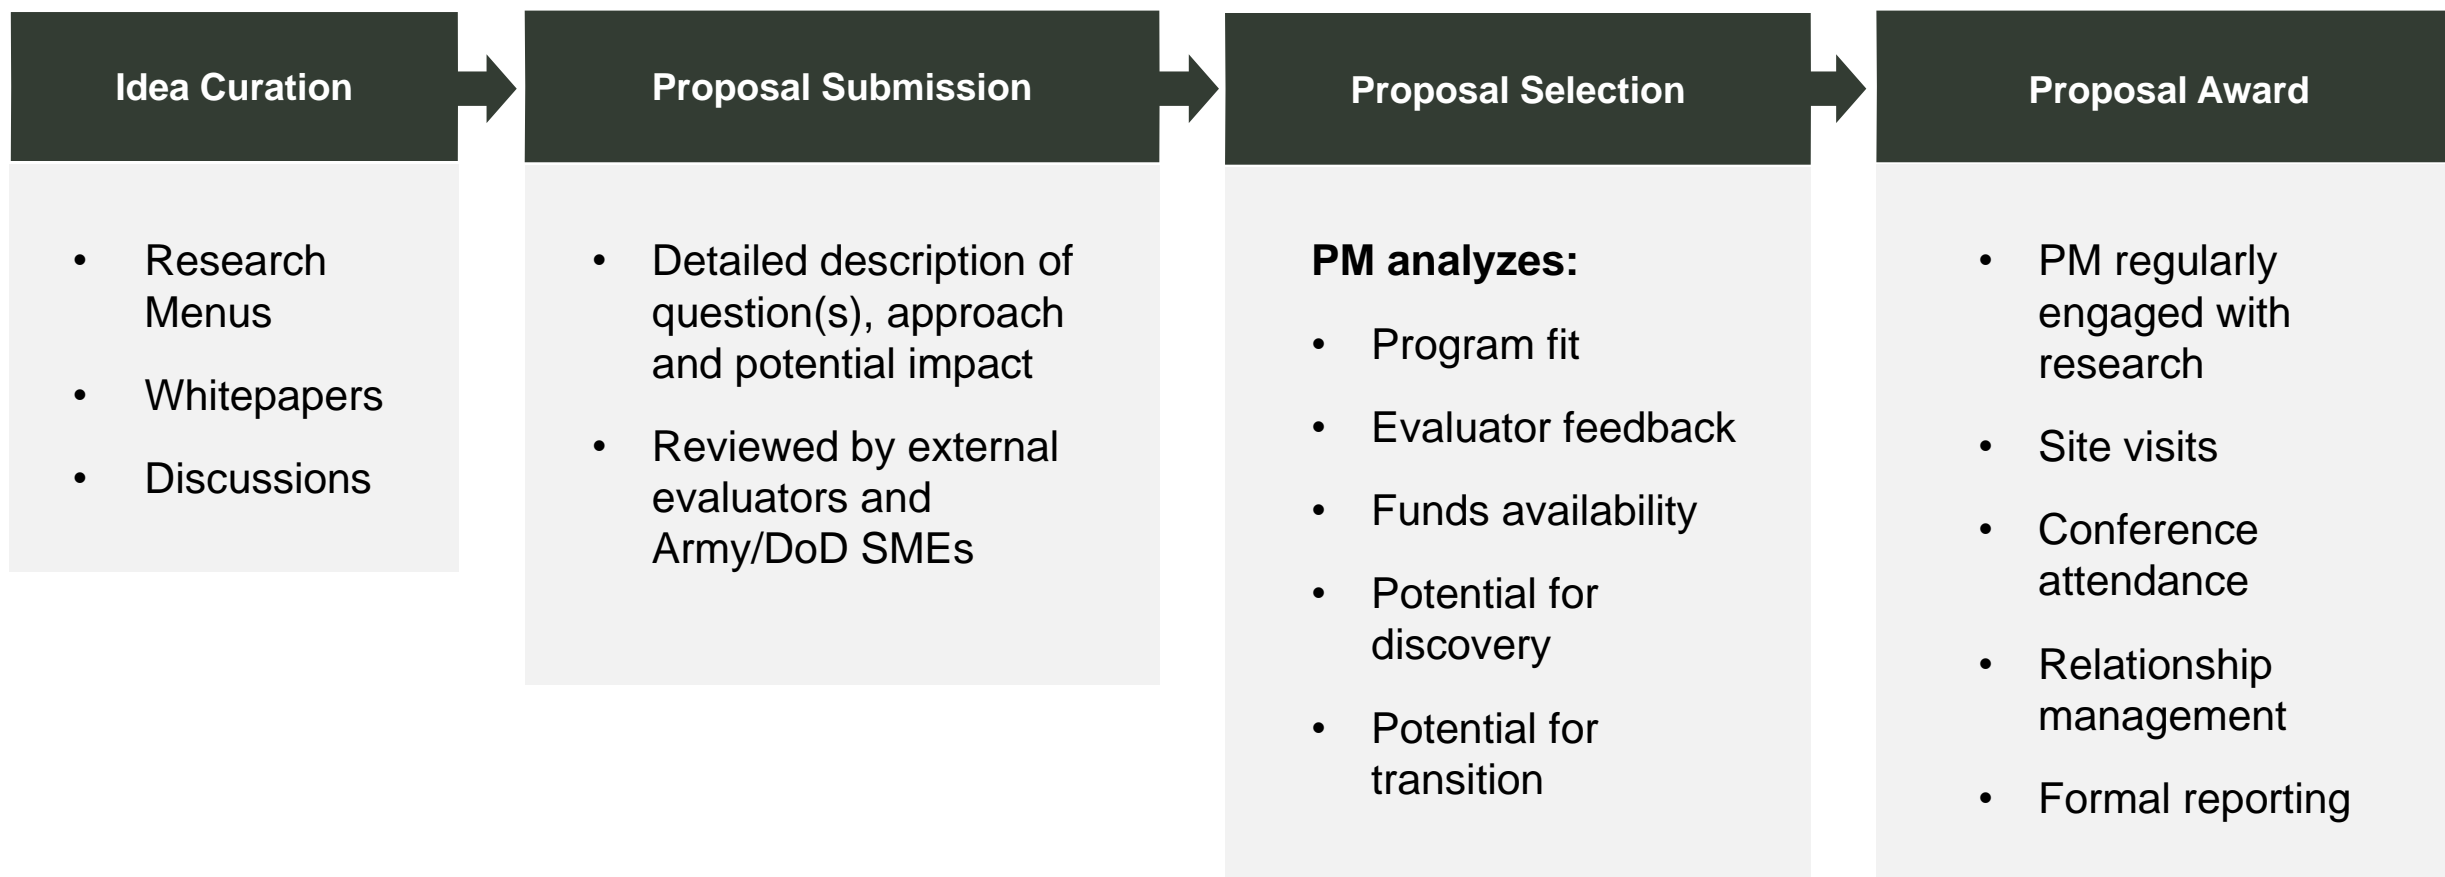 Idea Curation
• Research
Menus
• Whitepapers
• Discussions
Proposal Submission
• Detailed description of
question(s), approach
and potential impact
• Reviewed by external
evaluators and
Army/DoD SMEs
Proposal Selection
PM analyzes:
• Program fit
• Evaluator feedback
• Funds availability
• Potential for
discovery
• Potential for
transition
Proposal Award
• PM regularly
engaged with
research
• Site visits
• Conference
attendance
• Relationship
management
• Formal reporting